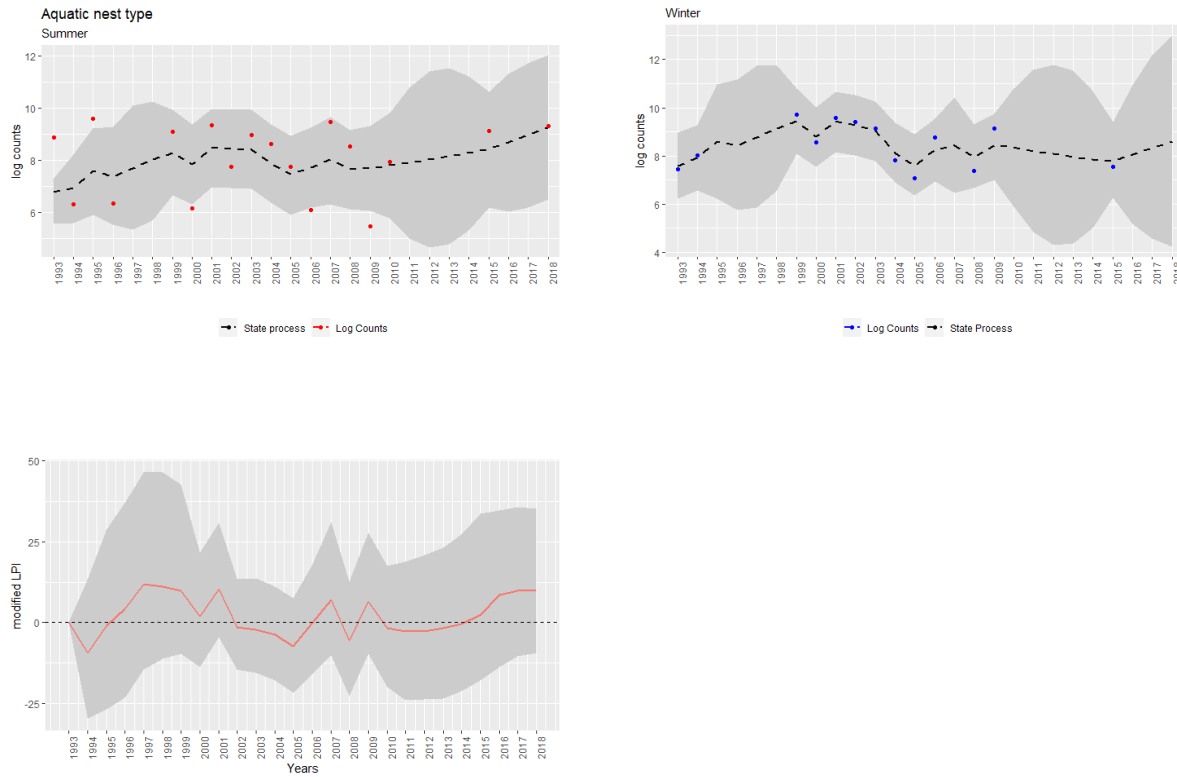 Aquatic nest type
Summer
12
10
8
6
log counts
1993 1994 1995 1996 1997 1998 1999 2000 2001 2002 2003 2004 2005 2006 2007 2008 2009 2010 2011 2012 2013 2014 2015 2016 2017 2018
State process Log Counts
Winter
12
10
8
6
4
log counts
1993 1994 1995 1996 1997 1998 1999 2000 2001 2002 2003 2004 2005 2006 2007 2008 2009 2010 2011 2012 2013 2014 2015 2016 2017 2018
Log Counts State Process
50
25
0
-25
modified LPI
1993 1994 1995 1996 1997 1998 1999 2000 2001 2002 2003 2004 2005 2006 2007 2008 2009 2010 2011 2012 2013 2014 2015 2016 2017 2018
Years